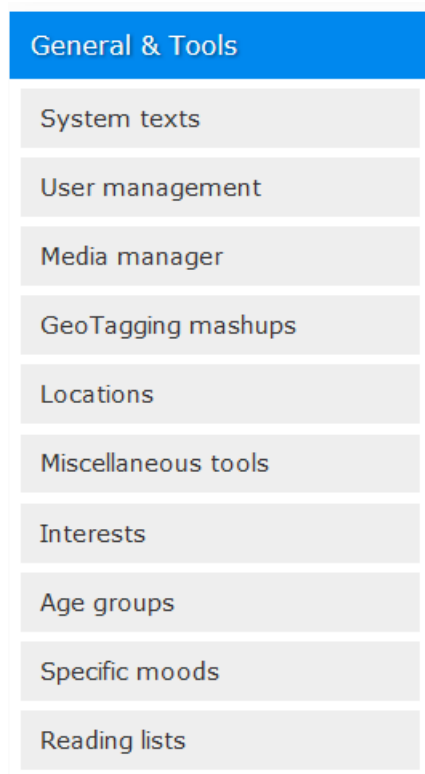 General & Tools
System texts
User management
Media manager
GeoTagging mashups
Locations
Miscellaneous tools
Interests
Age groups
Specific moods
Reading lists